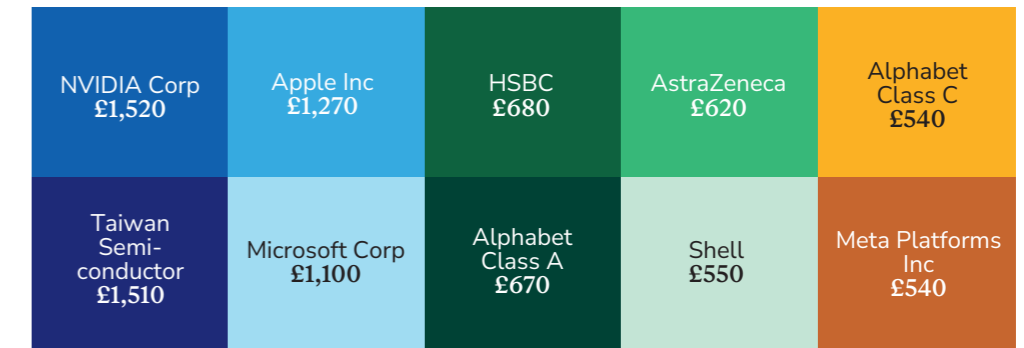 NVIDIA Corp
£1,520
Apple Inc
£1,270
HSBC
£680
AstraZeneca
£620
Alphabet
Class C
£540
Taiwan
Semi-
conductor
£1,510
Microsoft Corp
£1,100
Alphabet
Class A
£670
Shell
£550
Meta Platforms
Inc
£540